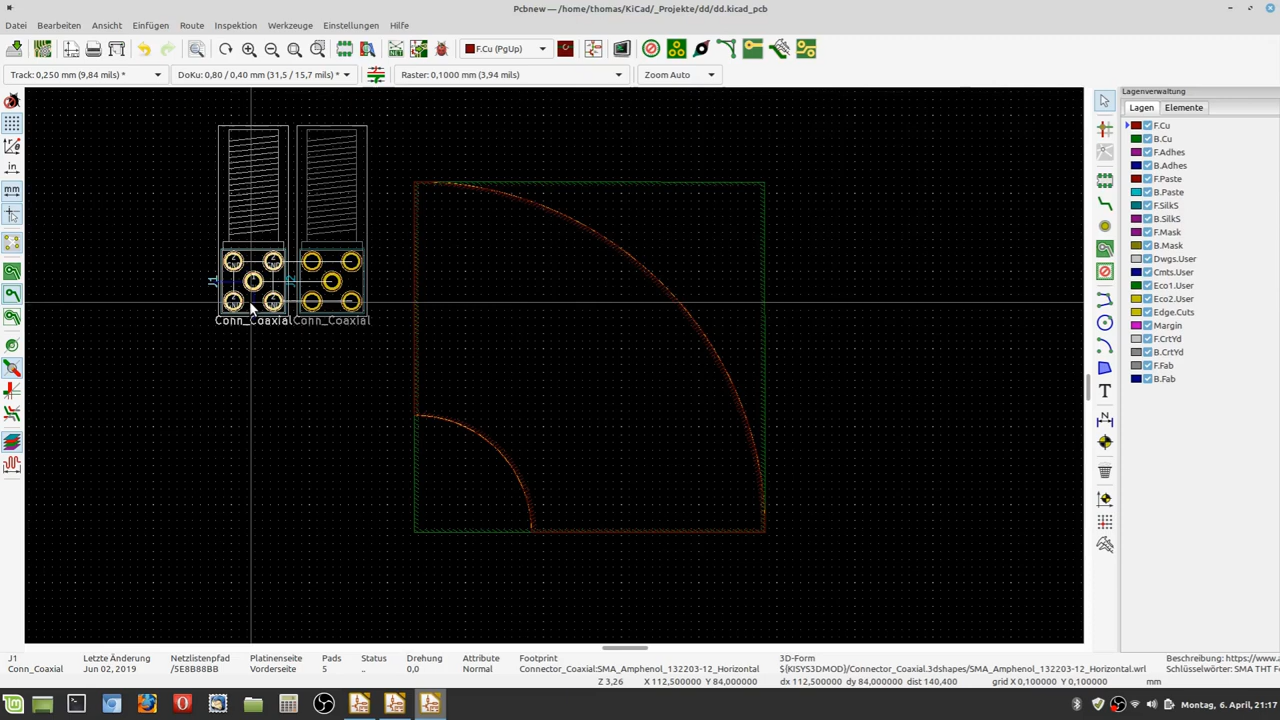 Pcbnew — /home/thomas/KiCad/_Projekte/dd/dd.kicad_pcb
Datei Bearbeiten Ansicht Einfügen Route Inspektion Werkzeuge Einstellungen Hilfe
F.Cu (PgUp)
Track: 0,250 mm (9,84 mils) * DoKu: 0,80 / 0,40 mm (31,5 / 15,7 mils) * Raster: 0,1000 mm (3,94 mils) Zoom Auto
Lagenverwaltung
Lagen Elemente
F.Cu
B.Cu
F.Adhes
B.Adhes
F.Paste
B.Paste
F.SilkS
B.SilkS
F.Mask
B.Mask
Dwgs.User
Cmts.User
Eco1.User
Eco2.User
Edge.Cuts
Margin
F.CrtYd
B.CrtYd
F.Fab
B.Fab
in
mm
J1
J2
Conn_Coaxial Conn_Coaxial
J1 Letzte Änderung Netzlistenpfad Platinenseite Pads Status Drehung Attribute Footprint 3D-Form Beschreibung: https://www.
Conn_Coaxial Jun 02, 2019 /5E8B88BB Vorderseite 5 .. 0,0 Normal Connector_Coaxial:SMA_Amphenol_132203-12_Horizontal ${KISYS3DMOD}/Connector_Coaxial.3dshapes/SMA_Amphenol_132203-12_Horizontal.wrl Schlüsselwörter: SMA THT F
Z 3,26 X 112,500000 Y 84,000000 dx 112,500000 dy 84,000000 dist 140,400 grid X 0,100000 Y 0,100000 mm
Montag, 6. April, 21:17